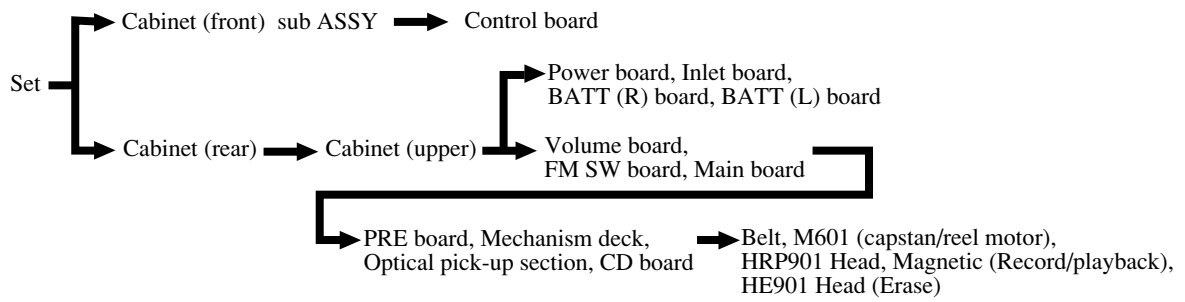 Cabinet (front) sub ASSY
Control board
Set
Power board, Inlet board,
BATT (R) board, BATT (L) board
Cabinet (rear)
Cabinet (upper)
Volume board,
FM SW board, Main board
PRE board, Mechanism deck,
Optical pick-up section, CD board
Belt, M601 (capstan/reel motor),
HRP901 Head, Magnetic (Record/playback),
HE901 Head (Erase)